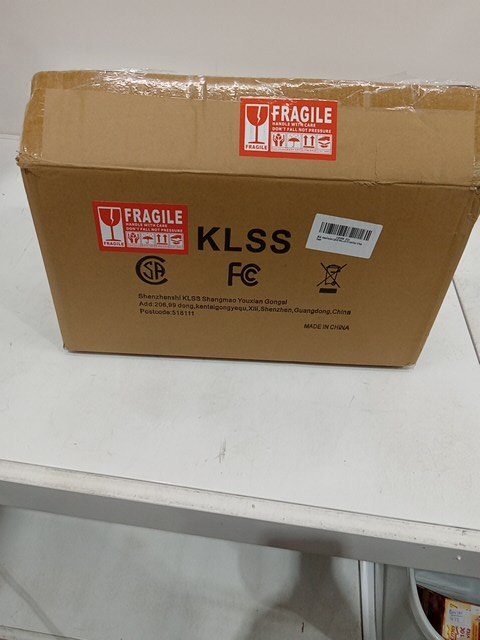 FRAGILE
HANDLE WITH CARE
DON'T FALL NOT PRESSURE
FRAGILE
FRAGILE
HANDLE WITH CARE
DON'T FALL NOT PRESSURE
FRAGILE
KLSS
CSA
FC
Shenzhenshi KLSS Shangmao Youxian Gongsi
Add:206,99 dong,kentaigongyequ,Xili,Shenzhen,Guangdong,China
Postcode:518111
MADE IN CHINA